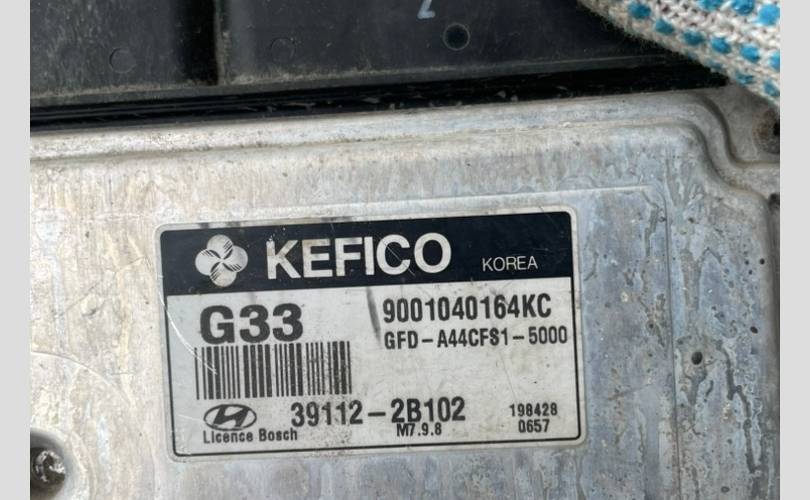 KEFICO KOREA
G33
9001040164KC
GFD-A44CFS1-5000
39112-2B102
M7.9.8
Licence Bosch
198428
0657